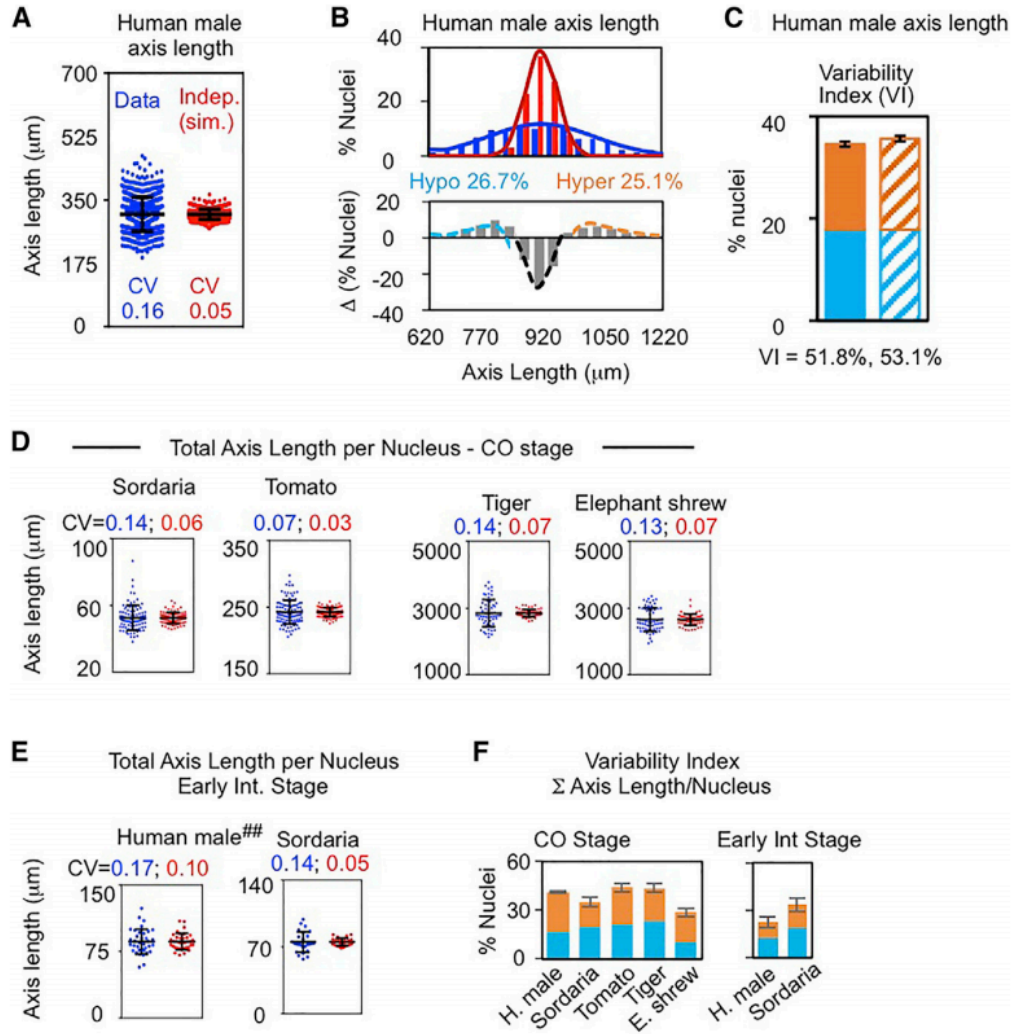 A
Human male
axis length
Axis length (µm)
700
525
350
175
0
Data
Indep.
(sim.)
CV
0.16
CV
0.05
B
Human male axis length
% Nuclei
40
20
0
Hypo 26.7%
Hyper 25.1%
Δ (% Nuclei)
20
0
-20
-40
620 770 920 1050 1220
Axis Length (µm)
C
Human male axis length
Variability
Index (VI)
% nuclei
40
20
0
VI = 51.8%, 53.1%
D
Total Axis Length per Nucleus - CO stage
Axis length (µm)
Sordaria
CV=0.14; 0.06
100
60
20
Tomato
0.07; 0.03
350
250
150
Tiger
0.14; 0.07
5000
3000
1000
Elephant shrew
0.13; 0.07
5000
3000
1000
E
Total Axis Length per Nucleus
Early Int. Stage
Axis length (µm)
Human male##
CV=0.17; 0.10
150
75
0
Sordaria
0.14; 0.05
140
70
0
F
Variability Index
Σ Axis Length/Nucleus
CO Stage
% Nuclei
60
30
0
H. male
Sordaria
Tomato
Tiger
E. shrew
Early Int Stage
H. male
Sordaria